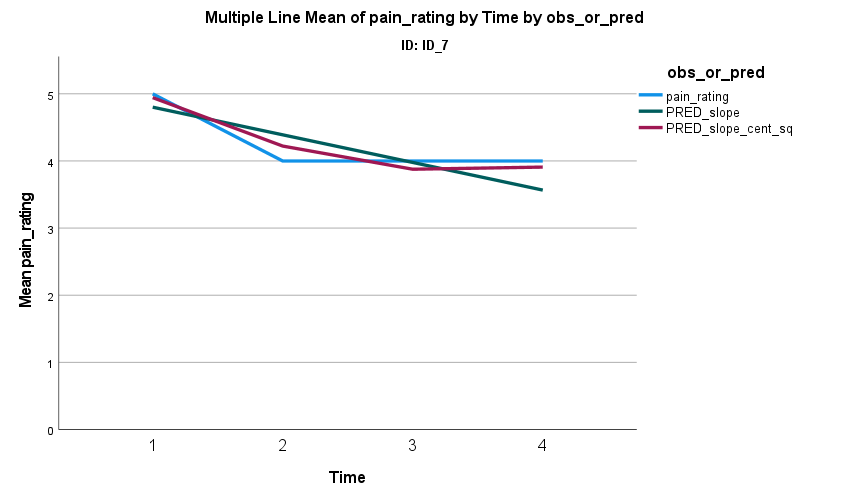 Multiple Line Mean of pain_rating by Time by obs_or_pred
ID: ID_7
obs_or_pred
pain_rating
PRED_slope
PRED_slope_cent_sq
Mean pain_rating
5
4
3
2
1
0
1 2 3 4
Time